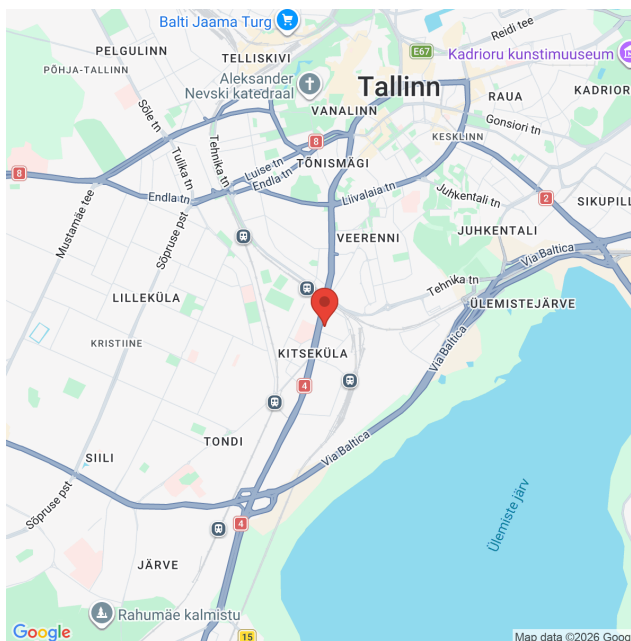 Balti Jaama Turg
Reidi tee
PELGULINN
TELLISKIVI
E67
Kadrioru kunstimuuseum
PÕHJA-TALLINN
Aleksander
Nevski katedraal
Tallinn
RAUA
KADRIOR
Sõle tn
VANALINN
Gonsiori tn
Tulika tn
Tehnika tn
8
KESKLINN
Luise tn
TÕNISMÄGI
8
Endla tn
Endla tn
Liivalaia tn
Juhkentali tn
2
SIKUPILL
Mustamäe tee
Sõpruse pst
VEERENNI
JUHKENTALI
Via Baltica
Tehnika tn
LILLEKÜLA
ÜLEMISTEJÄRVE
KRISTIINE
KITSEKÜLA
Via Baltica
4
TONDI
Via Baltica
SIILI
Sõpruse pst
Ülemiste järv
4
JÄRVE
Rahumäe kalmistu
15
Google
Map data ©2026 Goog